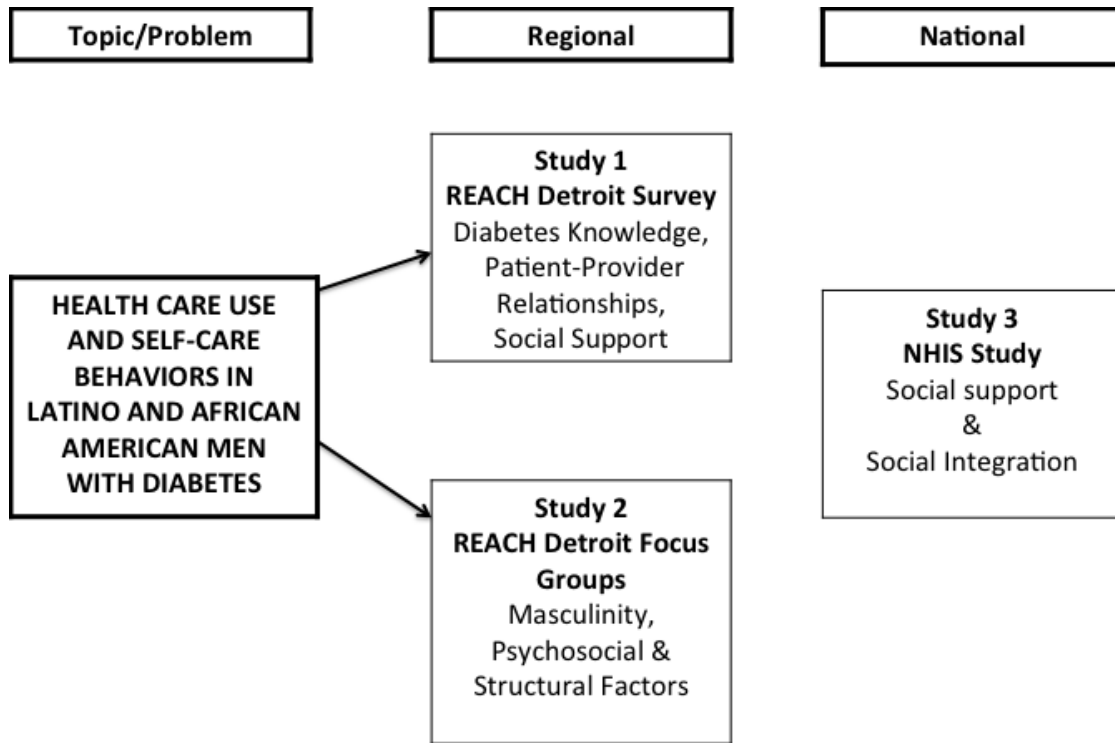 Topic/Problem
Regional
National
HEALTH CARE USE
AND SELF-CARE
BEHAVIORS IN
LATINO AND AFRICAN
AMERICAN MEN
WITH DIABETES
Study 1
REACH Detroit Survey
Diabetes Knowledge,
Patient-Provider
Relationships,
Social Support
Study 2
REACH Detroit Focus
Groups
Masculinity,
Psychosocial &
Structural Factors
Study 3
NHIS Study
Social support
&
Social Integration